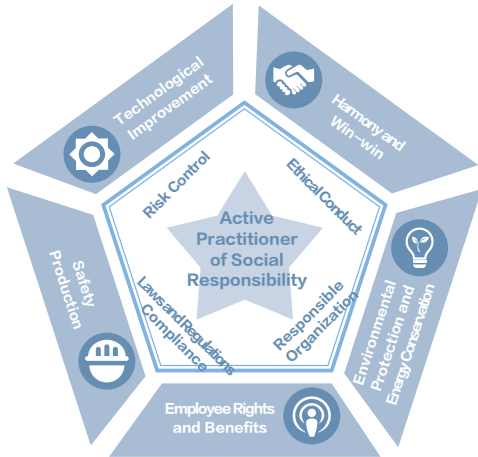 Technological
Improvement
Harmony and
Win-win
Risk Control
Ethical Conduct
Active
Practitioner
of Social
Responsibility
Safety
Production
Laws and Regulations
Compliance
Responsible
Organization
Environmental
Protection and
Energy Conservation
Employee Rights
and Benefits